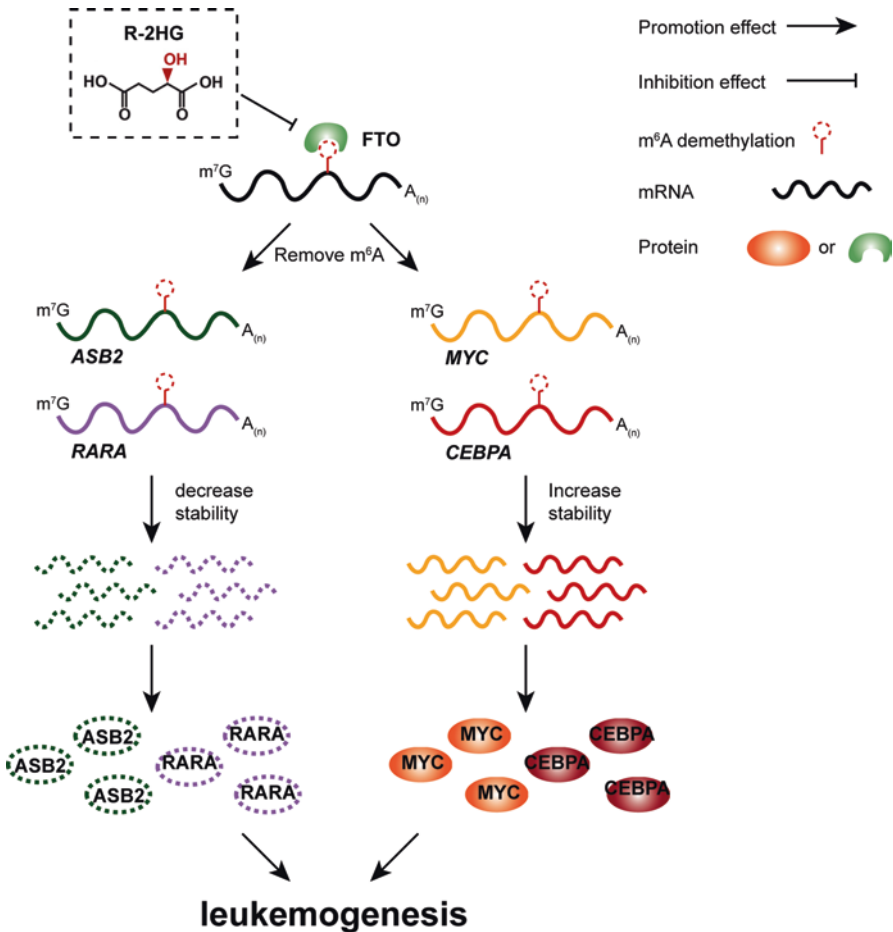 R-2HG
OH
HO
OH
O
O
FTO
m⁷G
A(n)
Remove m⁶A
m⁷G
A(n)
ASB2
m⁷G
A(n)
RARA
m⁷G
A(n)
MYC
m⁷G
A(n)
CEBPA
decrease
stability
Increase
stability
ASB2
ASB2
ASB2
RARA
RARA
RARA
MYC
MYC
MYC
CEBPA
CEBPA
CEBPA
leukemogenesis
Promotion effect
Inhibition effect
m⁶A demethylation
mRNA
Protein
or